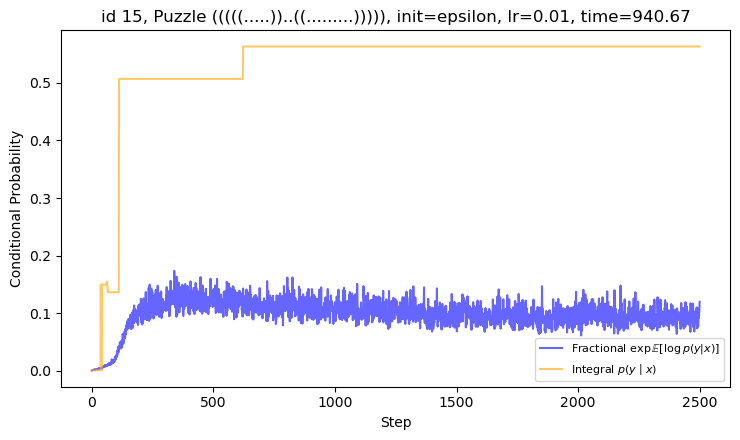 id 15, Puzzle (((((.....))..((.........))))), init=epsilon, lr=0.01, time=940.67
Conditional Probability
0.5
0.4
0.3
0.2
0.1
0.0
Fractional exp 𝔼[log p(y|x)]
Integral p(y | x)
0 500 1000 1500 2000 2500
Step